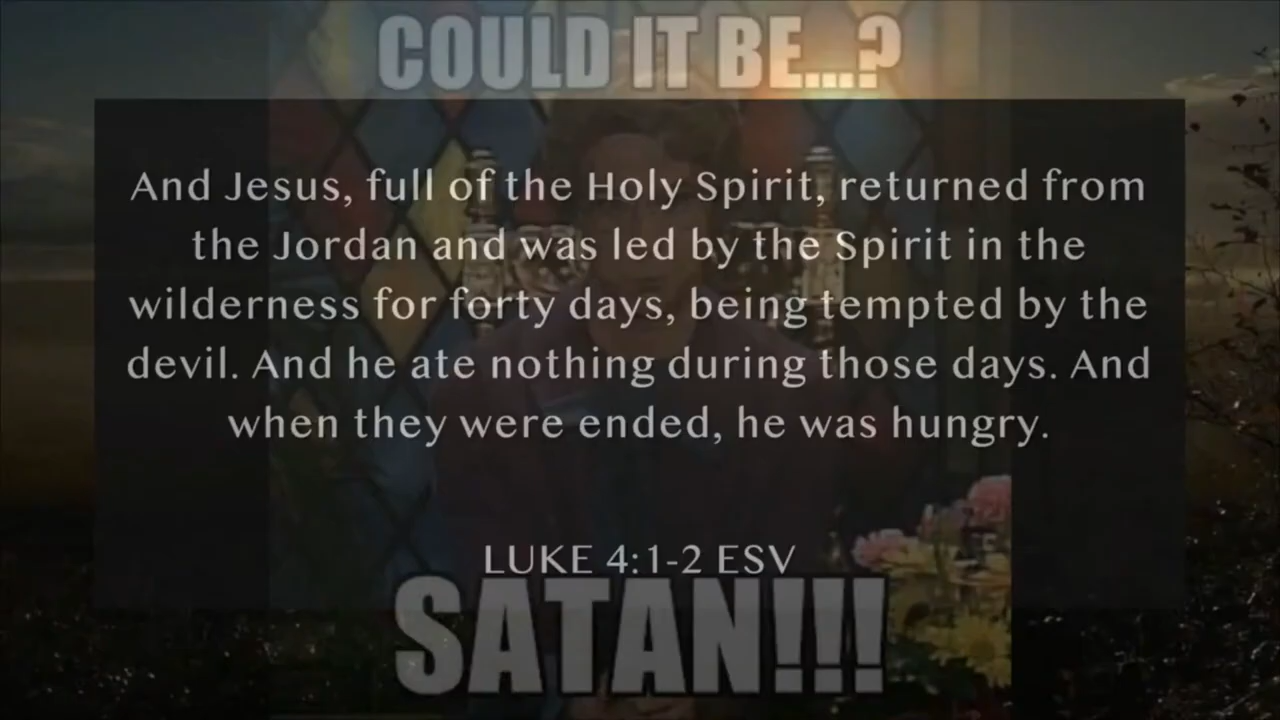 COULD IT BE...?
And Jesus, full of the Holy Spirit, returned from
the Jordan and was led by the Spirit in the
wilderness for forty days, being tempted by the
devil. And he ate nothing during those days. And
when they were ended, he was hungry.
LUKE 4:1-2 ESV
SATAN!!!